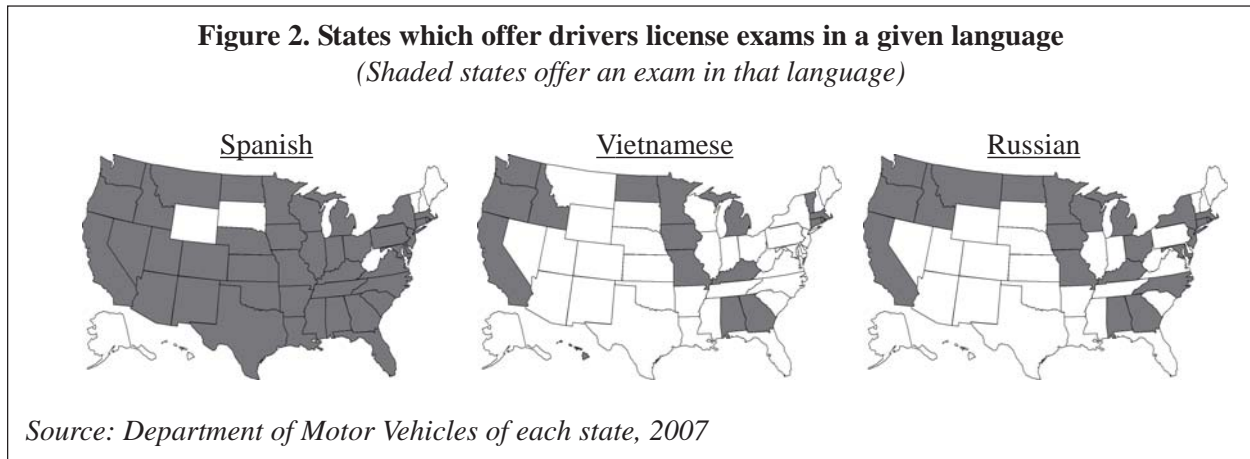 Figure 2. States which offer drivers license exams in a given language
(Shaded states offer an exam in that language)
Spanish
Vietnamese
Russian
Source: Department of Motor Vehicles of each state, 2007